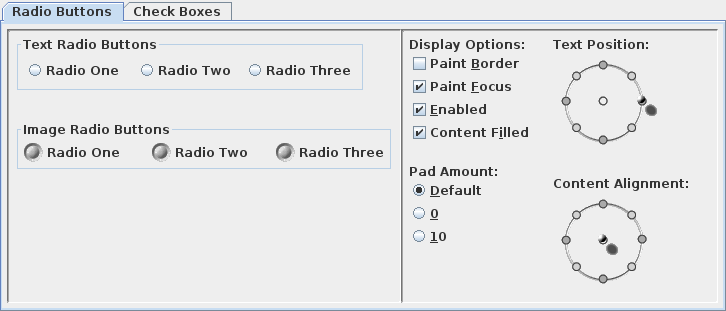 Radio Buttons Check Boxes
Text Radio Buttons
Radio One Radio Two Radio Three
Image Radio Buttons
Radio One Radio Two Radio Three
Display Options:
Paint Border
Paint Focus
Enabled
Content Filled
Pad Amount:
Default
0
10
Text Position:
Content Alignment: